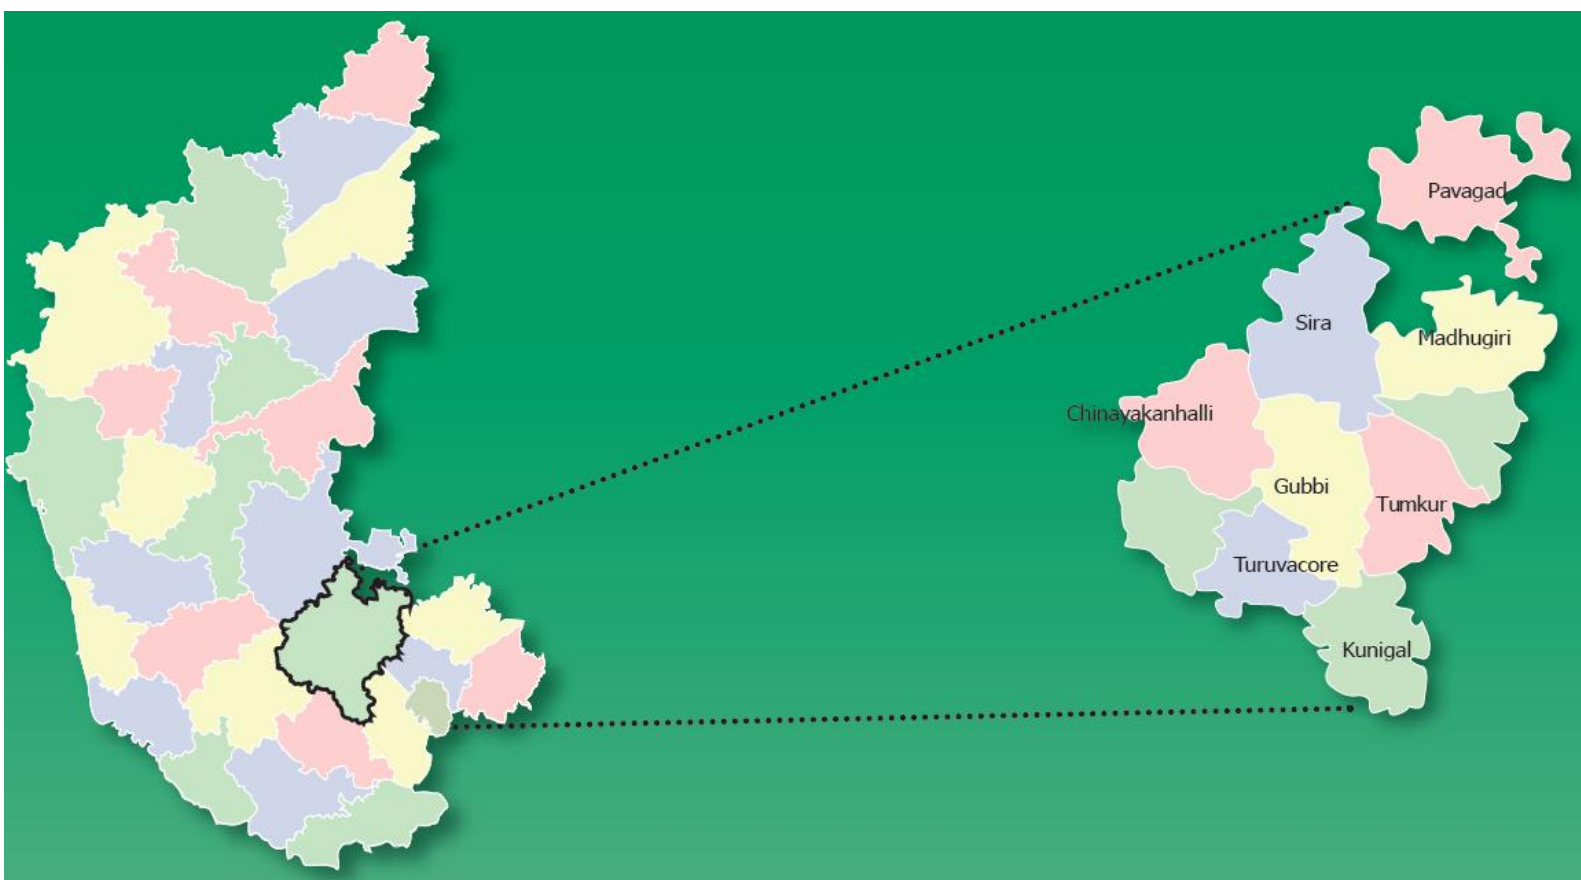 Pavagad
Sira
Madhugiri
Chinayakanhalli
Gubbi
Tumkur
Turuvacore
Kunigal